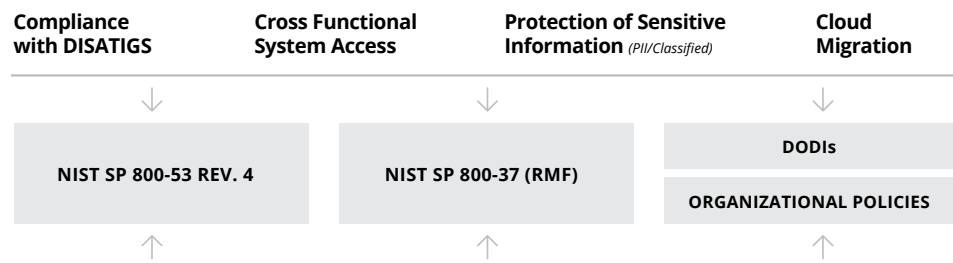 Compliance
with DISATIGS
Cross Functional
System Access
Protection of Sensitive
Information (PII/Classified)
Cloud
Migration
NIST SP 800-53 REV. 4
NIST SP 800-37 (RMF)
DODIs
ORGANIZATIONAL POLICIES